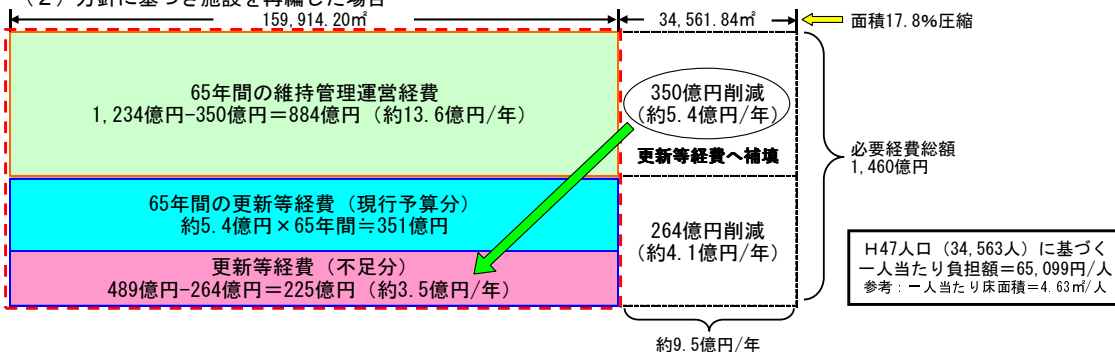 （2）方針に基づき施設を再編した場合
159,914.20㎡
34,561.84㎡
面積17.8%圧縮
65年間の維持管理運営経費
1,234億円-350億円＝884億円（約13.6億円/年）
350億円削減
（約5.4億円/年）
更新等経費へ補填
必要経費総額
1,460億円
65年間の更新等経費（現行予算分）
約5.4億円×65年間≒351億円
264億円削減
（約4.1億円/年）
更新等経費（不足分）
489億円-264億円＝225億円（約3.5億円/年）
H47人口（34,563人）に基づく
一人当たり負担額＝65,099円/人
参考：一人当たり床面積＝4.63㎡/人
約9.5億円/年